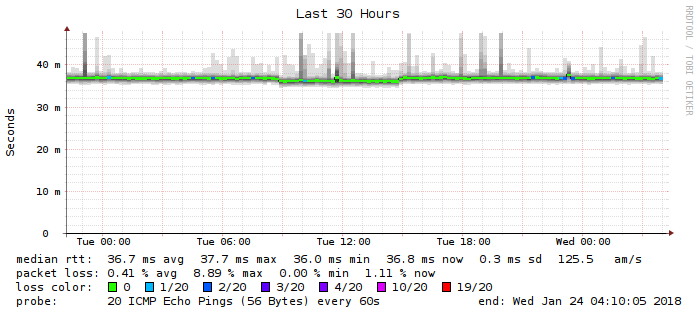 Last 30 Hours
RRDTOOL / TOBI OETIKER
Seconds
40 m
30 m
20 m
10 m
0
Tue 00:00 Tue 06:00 Tue 12:00 Tue 18:00 Wed 00:00
median rtt: 36.7 ms avg 37.7 ms max 36.0 ms min 36.8 ms now 0.3 ms sd 125.5 am/s
packet loss: 0.41 % avg 8.89 % max 0.00 % min 1.11 % now
loss color: 0 1/20 2/20 3/20 4/20 10/20 19/20
probe: 20 ICMP Echo Pings (56 Bytes) every 60s end: Wed Jan 24 04:10:05 2018